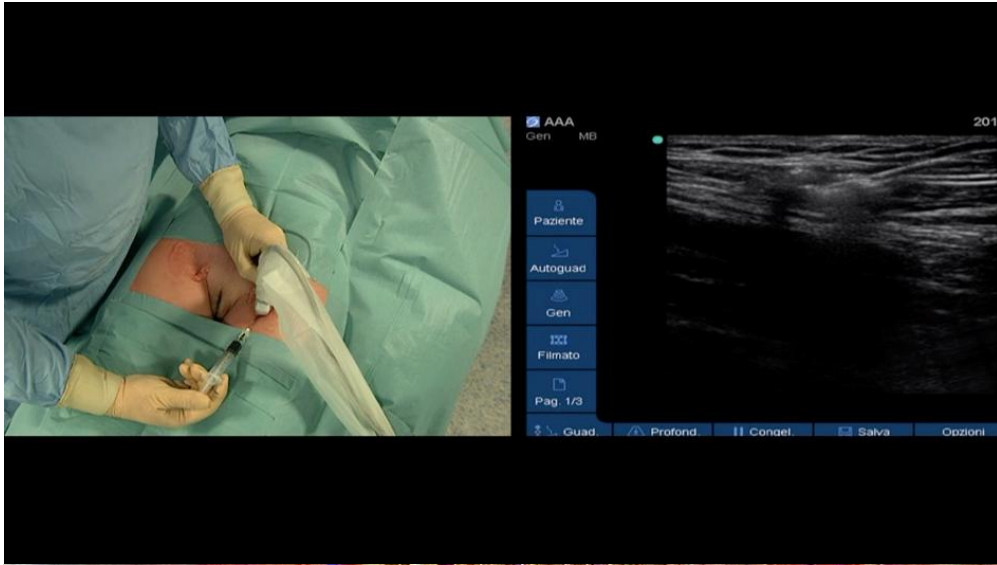 AAA
201
Gen MB
Paziente
Autoguad
Gen
Filmato
Pag. 1/3
Guad. Profond. Congel. Salva Opzioni